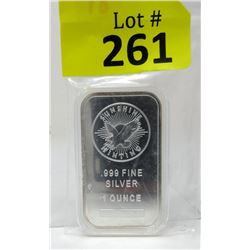 Lot #
261
SUNSHINE
MINTING
.999 FINE
SILVER
1 OUNCE